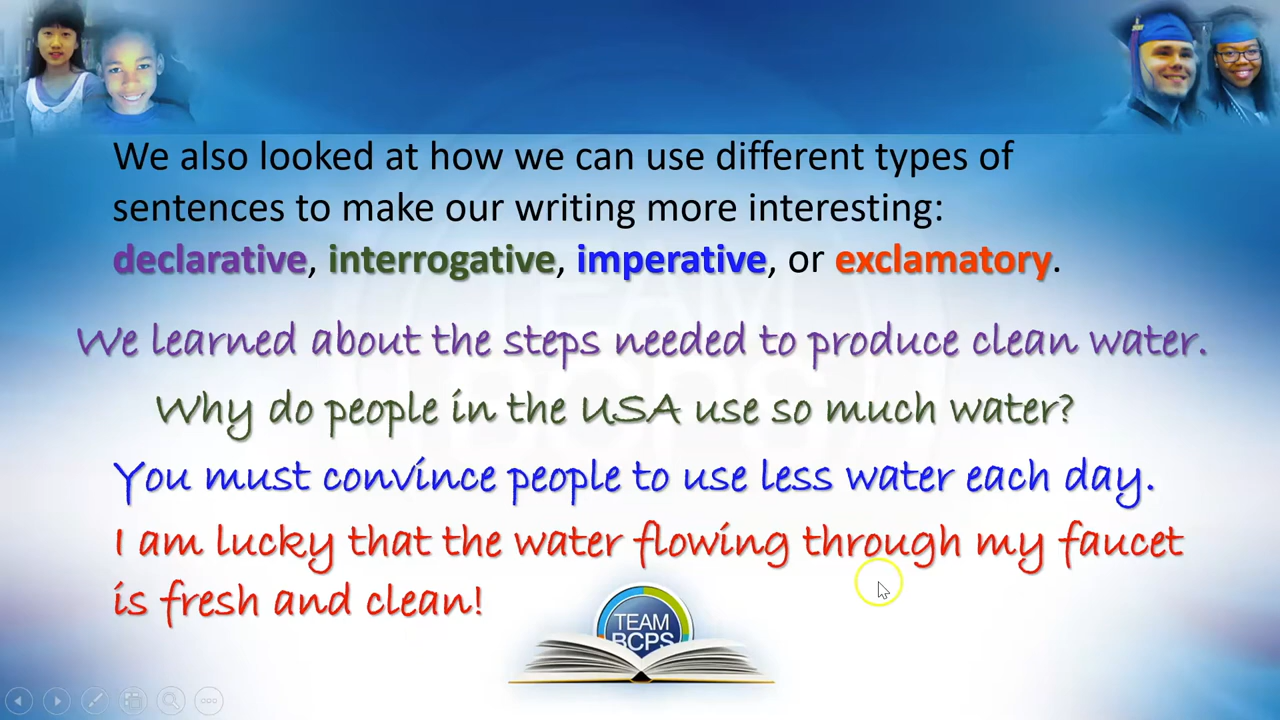 We also looked at how we can use different types of
sentences to make our writing more interesting:
declarative, interrogative, imperative, or exclamatory.
We learned about the steps needed to produce clean water.
Why do people in the USA use so much water?
You must convince people to use less water each day.
I am lucky that the water flowing through my faucet
is fresh and clean!
TEAM
BCPS